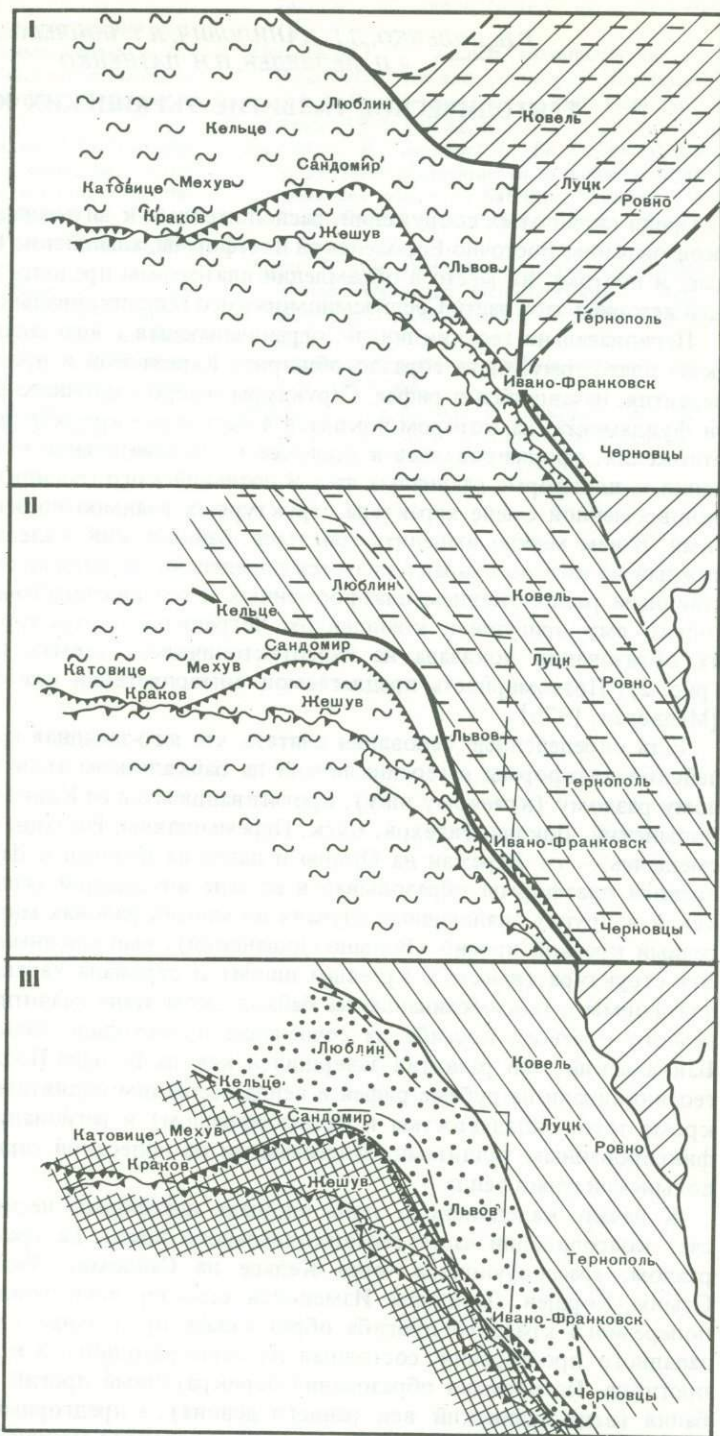 I
Люблин
Ковель
Кельце
Сандомир
Луцк
Катовице
Мехув
Ровно
Краков
Жешув
Львов
Тернополь
Ивано-Франковск
Черновцы
II
Люблин
Ковель
Кельце
Сандомир
Луцк
Катовице
Мехув
Ровно
Краков
Жешув
Львов
Тернополь
Ивано-Франковск
Черновцы
III
Люблин
Ковель
Кельце
Луцк
Сандомир
Катовице
Мехув
Ровно
Краков
Жешув
Львов
Тернополь
Ивано-Франковск
Черновцы